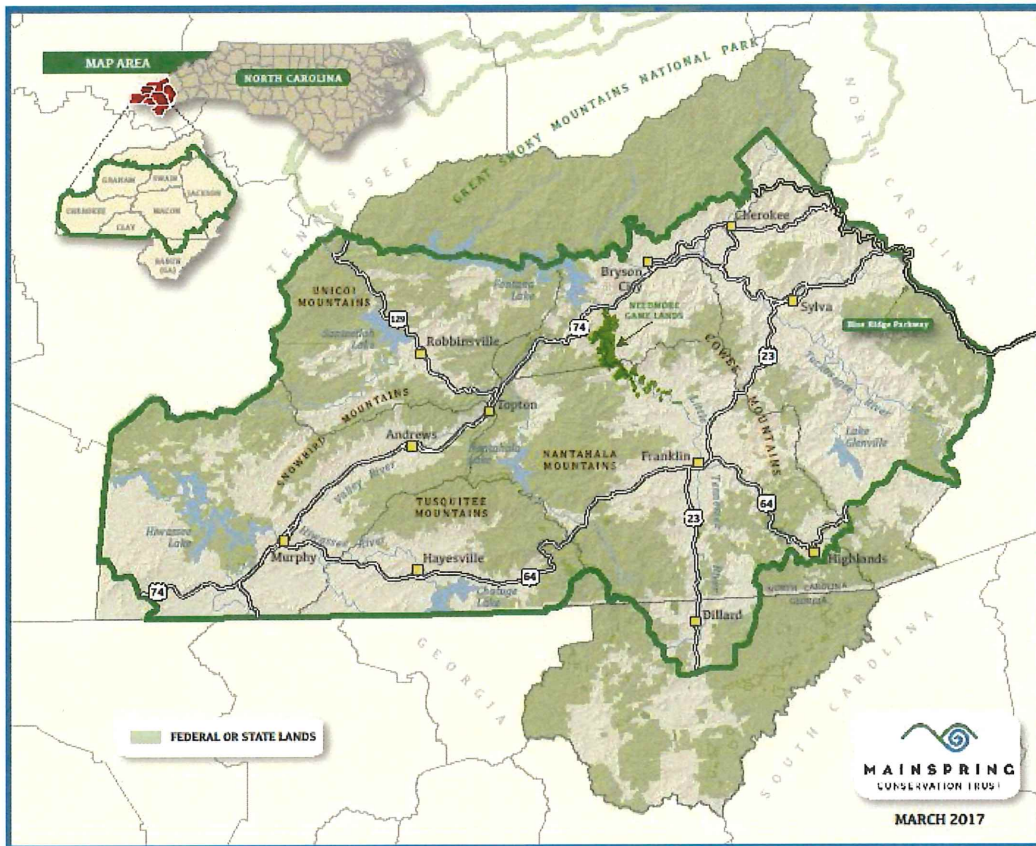 MAP AREA
NORTH CAROLINA
GRAHAM
SWAIN
JACKSON
CHEROKEE
MACON
CLAY
RABUN
(GA)
GREAT SMOKY MOUNTAINS NATIONAL PARK
TENNESSEE
NORTH CAROLINA
Cherokee
Bryson
City
Fontana
Lake
UNICOI
MOUNTAINS
NEEDMORE
GAME LANDS
Sylva
Blue Ridge Parkway
129
74
Santeetlah
Lake
Robbinsville
23
COWEE MOUNTAINS
Tuckasegee River
SNOWBIRD MOUNTAINS
Topton
Andrews
Nantahala
Lake
NANTAHALA
MOUNTAINS
Franklin
Lake
Glenville
Valley River
Little Tennessee River
TUSQUITEE
MOUNTAINS
23
64
Hiwassee
Lake
Hiwassee River
Murphy
Hayesville
64
Highlands
74
Chatuge
Lake
NORTH CAROLINA
GEORGIA
Dillard
GEORGIA
SOUTH CAROLINA
FEDERAL OR STATE LANDS
MAINSPRING
CONSERVATION TRUST
MARCH 2017